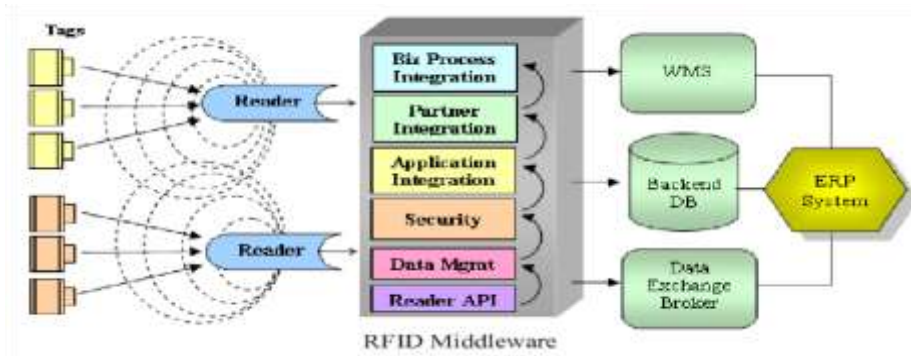 Tags
Reader
Reader
Biz Process
Integration
Partner
Integration
Application
Integration
Security
Data Mgmt
Reader API
RFID Middleware
WMS
Backend
DB
Data
Exchange
Broker
ERP
System